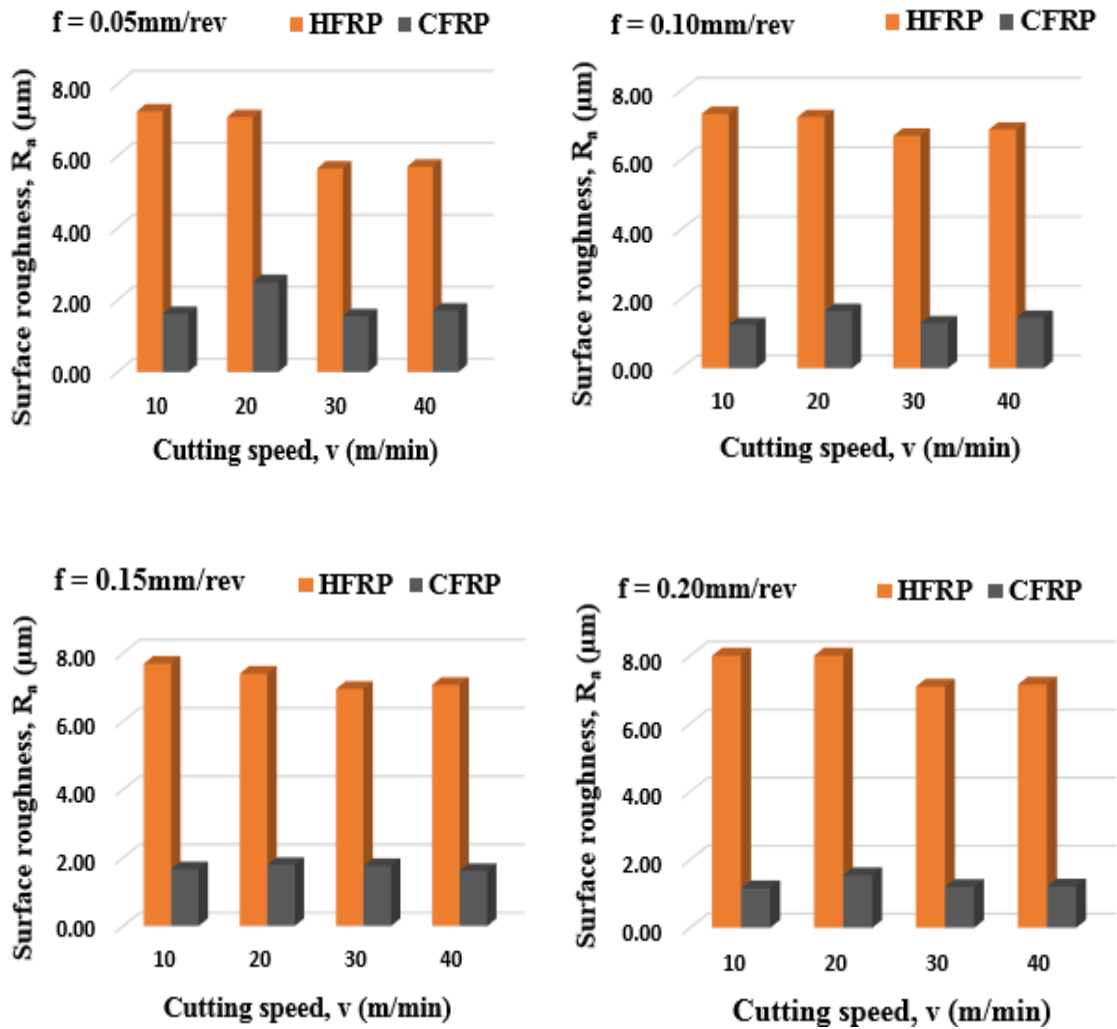 f = 0.05mm/rev HFRP CFRP
Surface roughness, Ra (μm)
8.00
6.00
4.00
2.00
0.00
10 20 30 40
Cutting speed, v (m/min)
f = 0.10mm/rev HFRP CFRP
Surface roughness, Ra (μm)
8.00
6.00
4.00
2.00
0.00
10 20 30 40
Cutting speed, v (m/min)
f = 0.15mm/rev HFRP CFRP
Surface roughness, Ra (μm)
8.00
6.00
4.00
2.00
0.00
10 20 30 40
Cutting speed, v (m/min)
f = 0.20mm/rev HFRP CFRP
Surface roughness, Ra (μm)
8.00
6.00
4.00
2.00
0.00
10 20 30 40
Cutting speed, v (m/min)